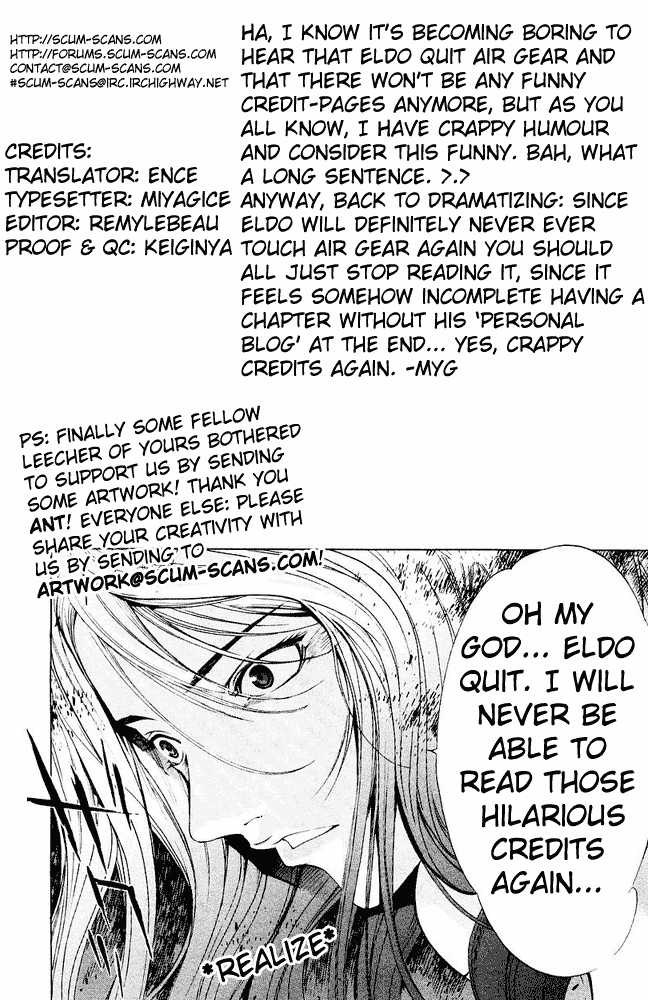 HTTP://SCUM-SCANS.COM
HTTP://FORUMS.SCUM-SCANS.COM
CONTACT@SCUM-SCANS.COM
#SCUM-SCANS@IRC.IRCHIGHWAY.NET
CREDITS:
TRANSLATOR: ENCE
TYPESETTER: MIYAGICE
EDITOR: REMYLEBEAU
PROOF & QC: KEIGINYA
HA, I KNOW IT'S BECOMING BORING TO
HEAR THAT ELDO QUIT AIR GEAR AND
THAT THERE WON'T BE ANY FUNNY
CREDIT-PAGES ANYMORE, BUT AS YOU
ALL KNOW, I HAVE CRAPPY HUMOUR
AND CONSIDER THIS FUNNY. BAH, WHAT
A LONG SENTENCE. >.>
ANYWAY, BACK TO DRAMATIZING: SINCE
ELDO WILL DEFINITELY NEVER EVER
TOUCH AIR GEAR AGAIN YOU SHOULD
ALL JUST STOP READING IT, SINCE IT
FEELS SOMEHOW INCOMPLETE HAVING A
CHAPTER WITHOUT HIS 'PERSONAL
BLOG' AT THE END... YES, CRAPPY
CREDITS AGAIN. -MYG
PS: FINALLY SOME FELLOW
LEECHER OF YOURS BOTHERED
TO SUPPORT US BY SENDING
SOME ARTWORK! THANK YOU
ANT! EVERYONE ELSE: PLEASE
SHARE YOUR CREATIVITY WITH
US BY SENDING TO
ARTWORK@SCUM-SCANS.COM!
OH MY
GOD... ELDO
QUIT. I WILL
NEVER BE
ABLE TO
READ THOSE
HILARIOUS
CREDITS
AGAIN...
*REALIZE*